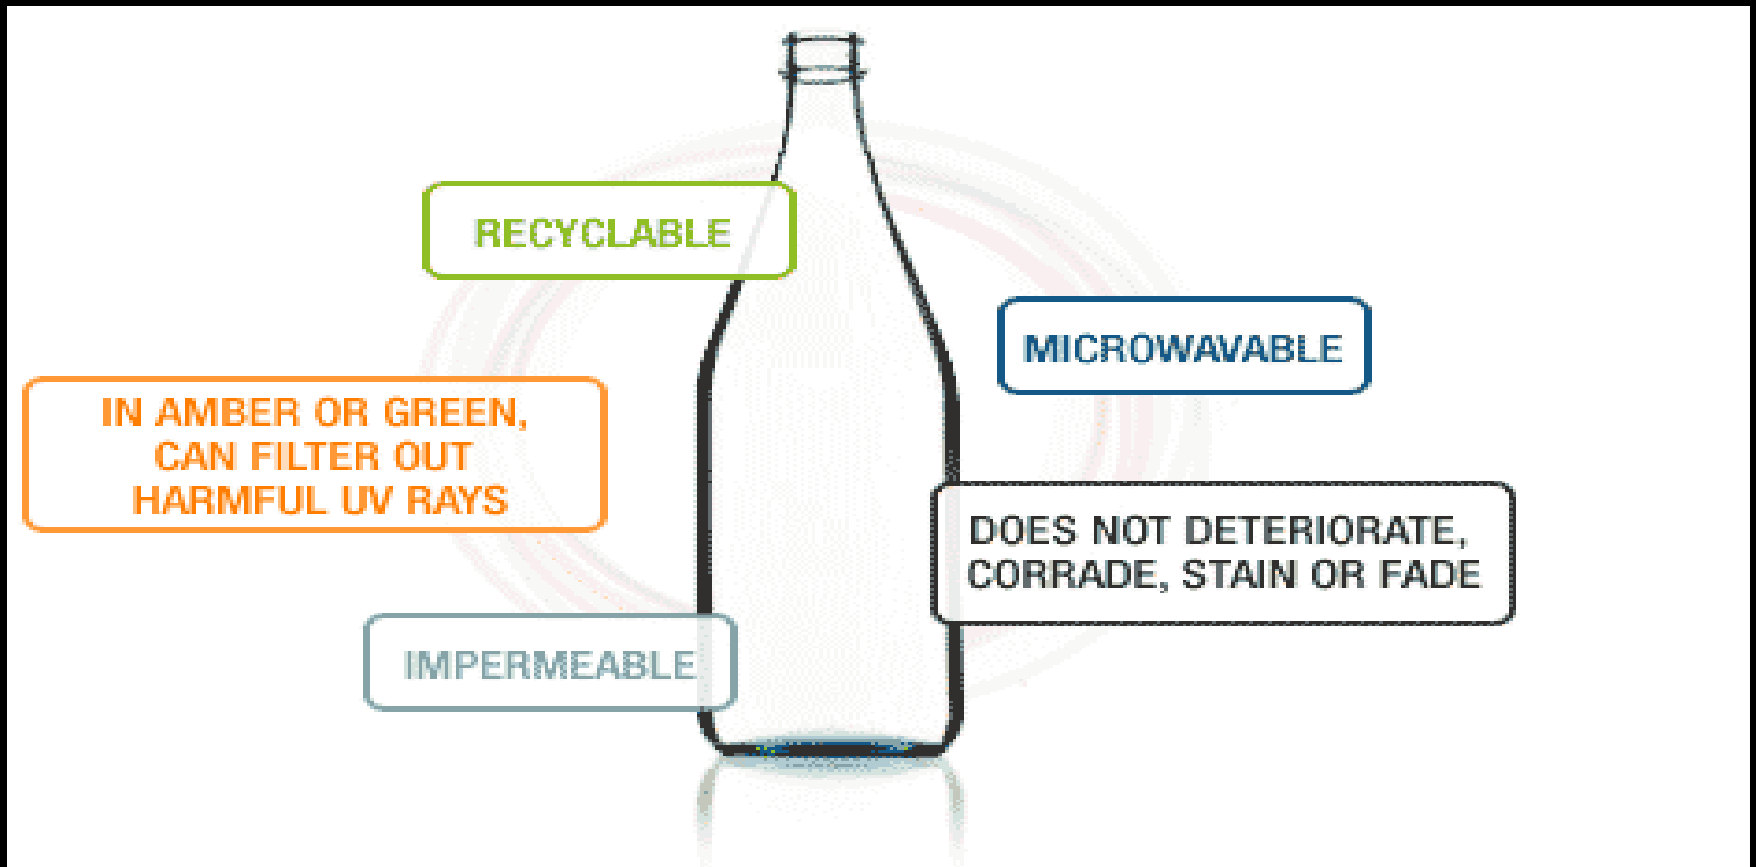 RECYCLABLE
MICROWAVABLE
IN AMBER OR GREEN,
CAN FILTER OUT
HARMFUL UV RAYS
DOES NOT DETERIORATE,
CORRADE, STAIN OR FADE
IMPERMEABLE